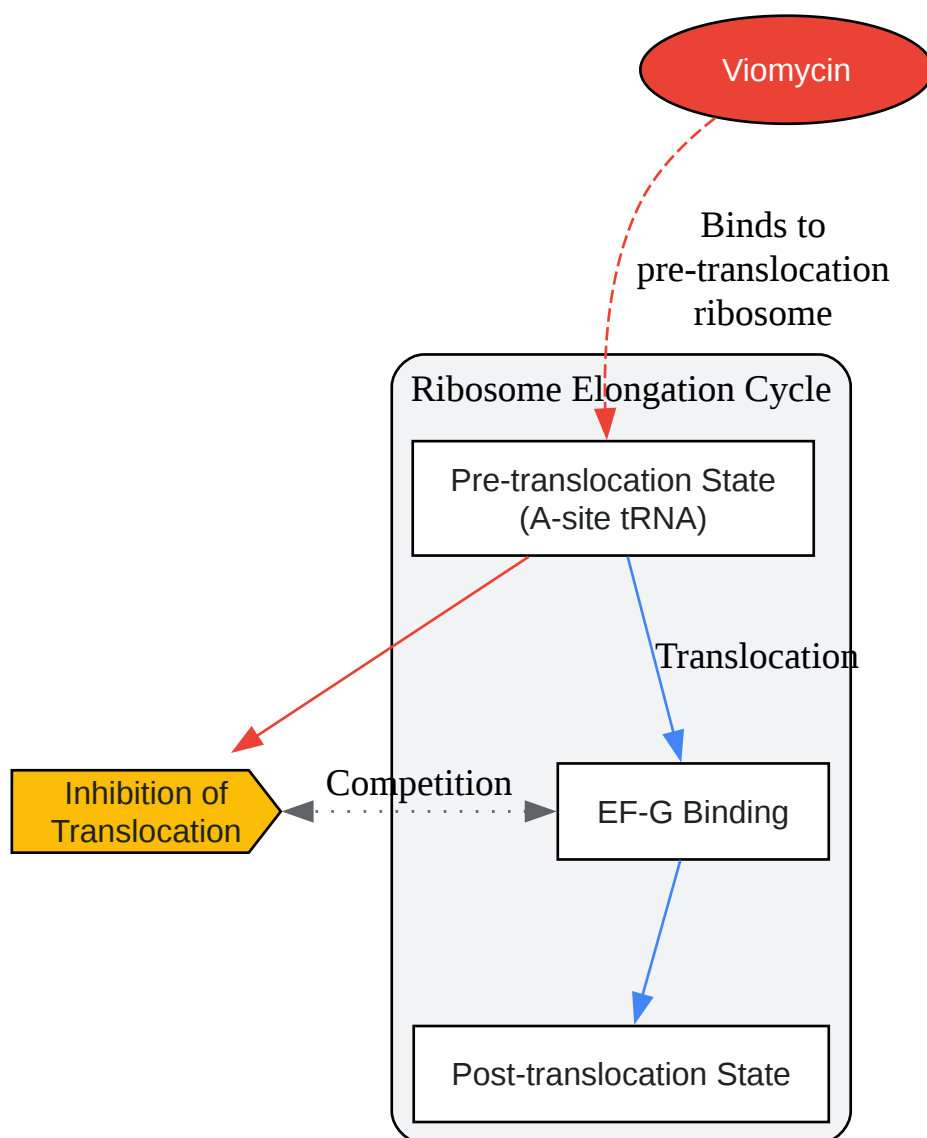 Viomycin
Binds to
pre-translocation
ribosome
Ribosome Elongation Cycle
Pre-translocation State
(A-site tRNA)
Translocation
Competition
Inhibition of
Translocation
EF-G Binding
Post-translocation State